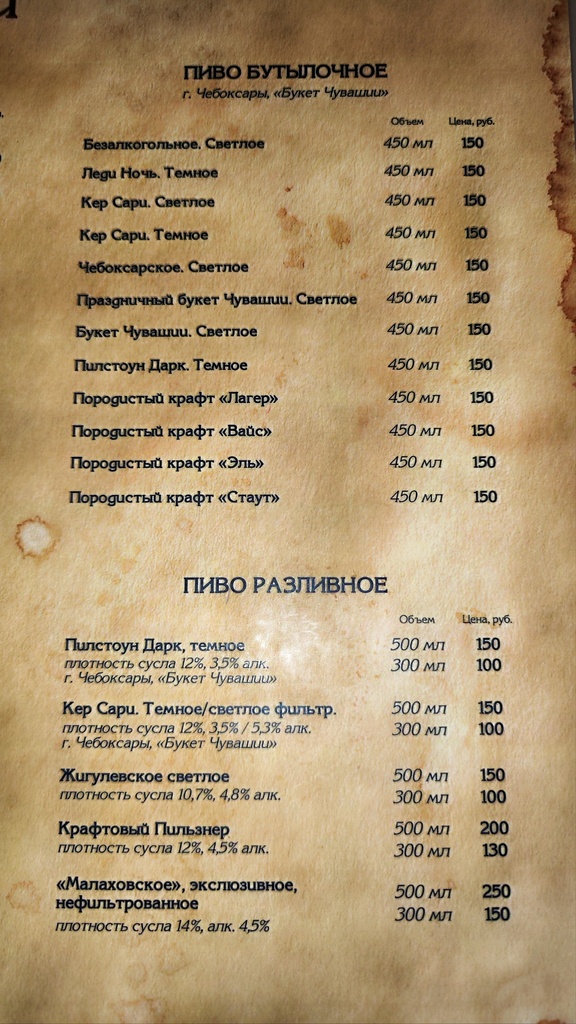 ПИВО БУТЫЛОЧНОЕ
г. Чебоксары, «Букет Чувашии»
Объем Цена, руб.
Безалкогольное. Светлое 450 мл 150
Леди Ночь. Темное 450 мл 150
Кер Сари. Светлое 450 мл 150
Кер Сари. Темное 450 мл 150
Чебоксарское. Светлое 450 мл 150
Праздничный букет Чувашии. Светлое 450 мл 150
Букет Чувашии. Светлое 450 мл 150
Пилстоун Дарк. Темное 450 мл 150
Породистый крафт «Лагер» 450 мл 150
Породистый крафт «Вайс» 450 мл 150
Породистый крафт «Эль» 450 мл 150
Породистый крафт «Стаут» 450 мл 150
ПИВО РАЗЛИВНОЕ
Объем Цена, руб.
Пилстоун Дарк, темное 500 мл 150
плотность сусла 12%, 3,5% алк. 300 мл 100
г. Чебоксары, «Букет Чувашии»
Кер Сари. Темное/светлое фильтр. 500 мл 150
плотность сусла 12%, 3,5% / 5,3% алк. 300 мл 100
г. Чебоксары, «Букет Чувашии»
Жигулевское светлое 500 мл 150
плотность сусла 10,7%, 4,8% алк. 300 мл 100
Крафтовый Пильзнер 500 мл 200
плотность сусла 12%, 4,5% алк. 300 мл 130
«Малаховское», экслюзивное, 500 мл 250
нефильтрованное 300 мл 150
плотность сусла 14%, алк. 4,5%